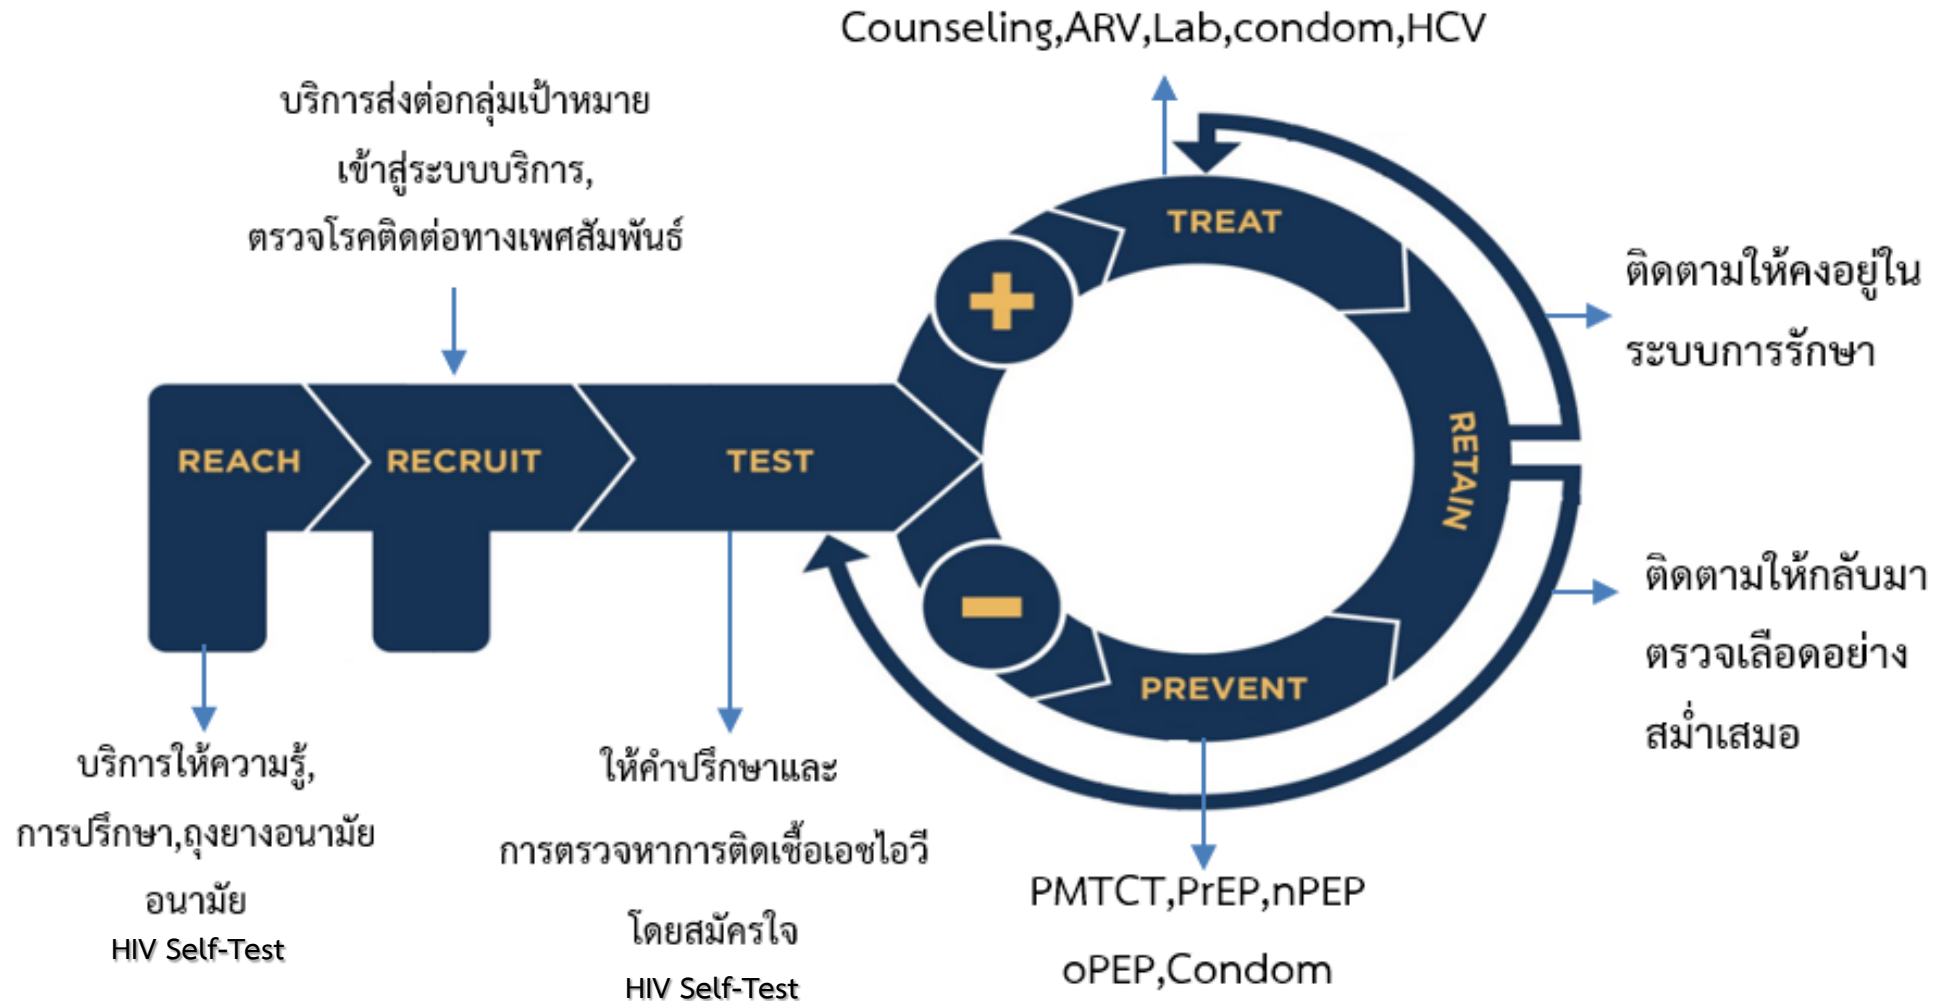 Counseling,ARV,Lab,condom,HCV
บริการส่งต่อกลุ่มเป้าหมาย
เข้าสู่ระบบบริการ,
ตรวจโรคติดต่อทางเพศสัมพันธ์
REACH
RECRUIT
TEST
+
TREAT
RETAIN
−
PREVENT
ติดตามให้คงอยู่ใน
ระบบการรักษา
ติดตามให้กลับมา
ตรวจเลือดอย่าง
สม่ำเสมอ
บริการให้ความรู้,
การปรึกษา,ถุงยางอนามัย
อนามัย
HIV Self-Test
ให้คำปรึกษาและ
การตรวจหาการติดเชื้อเอชไอวี
โดยสมัครใจ
HIV Self-Test
PMTCT,PrEP,nPEP
oPEP,Condom